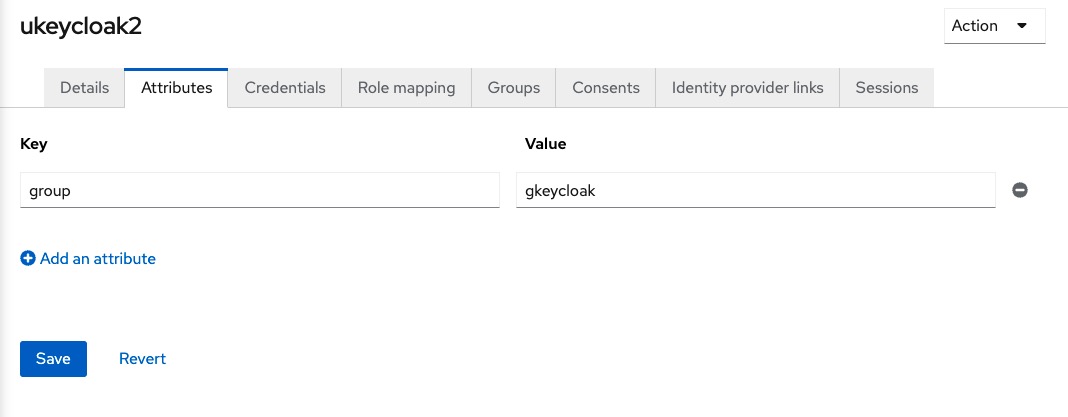 ukeycloak2
Action
Details Attributes Credentials Role mapping Groups Consents Identity provider links Sessions
Key Value
group gkeycloak
Add an attribute
Save Revert